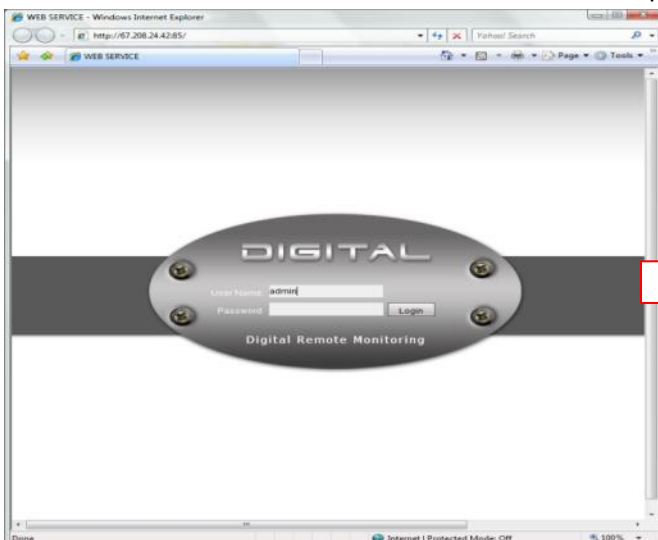 WEB SERVICE - Windows Internet Explorer
http://67.208.24.42:85/
Yahoo! Search
WEB SERVICE
Page
Tools
DIGITAL
User Name
admin
Password
Login
Digital Remote Monitoring
Done
Internet | Protected Mode: Off
100%